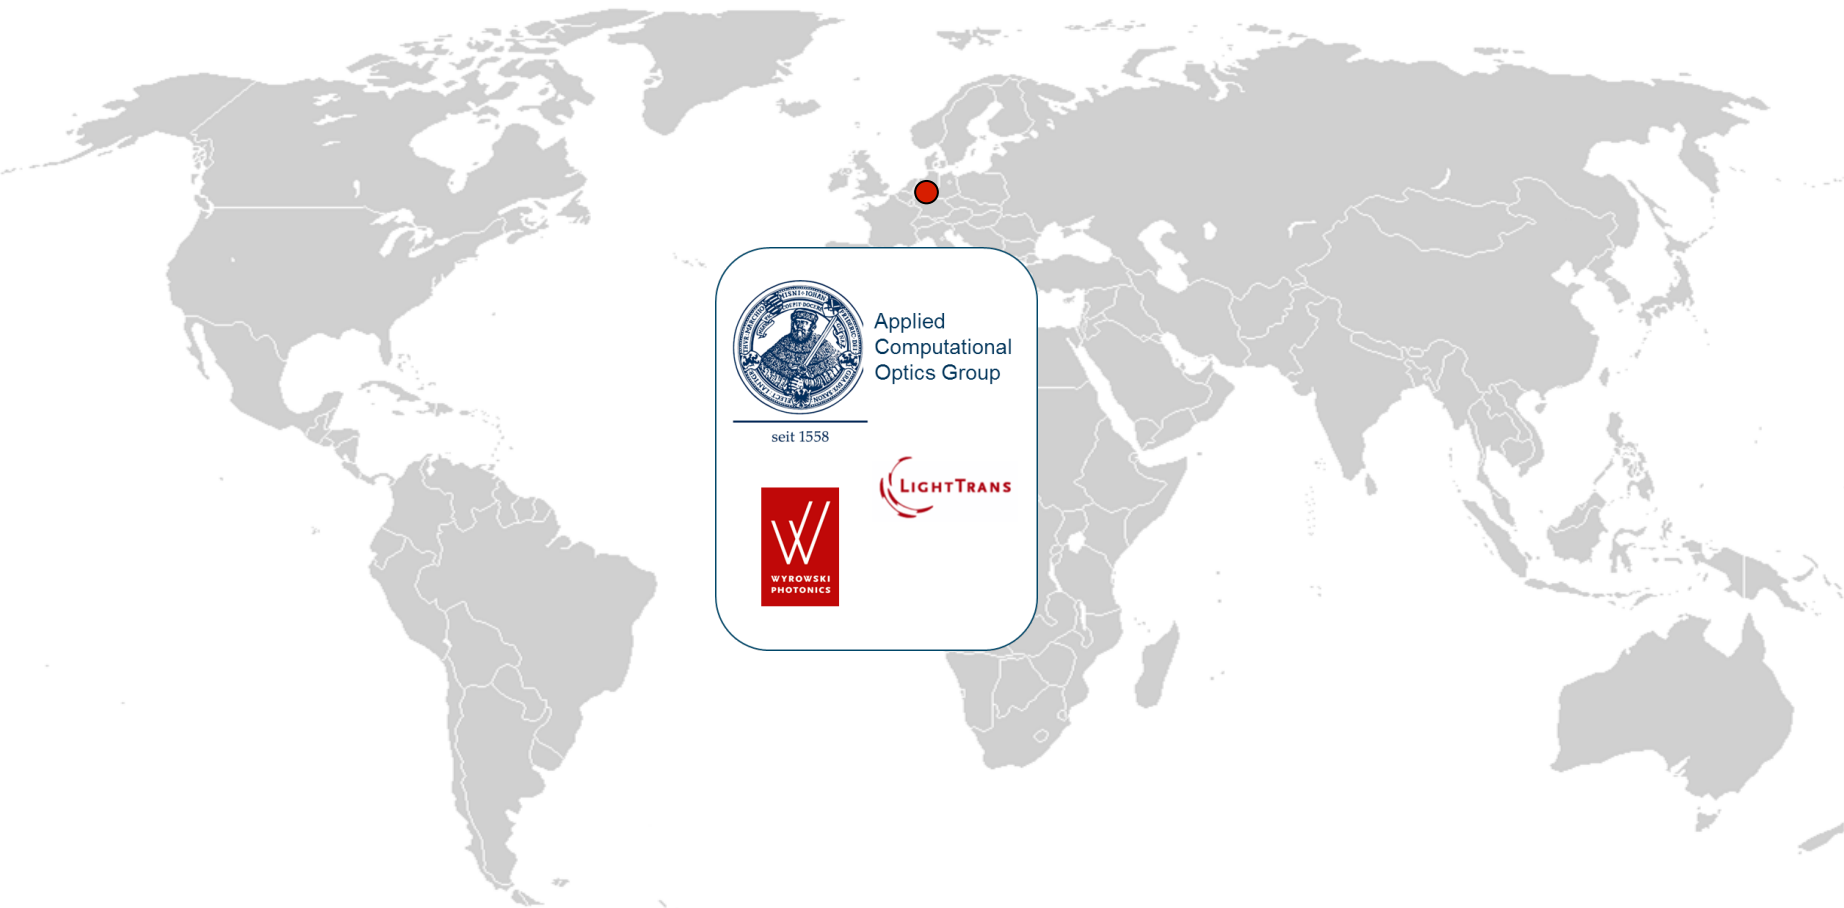 Applied
Computational
Optics Group
seit 1558
LIGHTTRANS
WYROWSKI
PHOTONICS